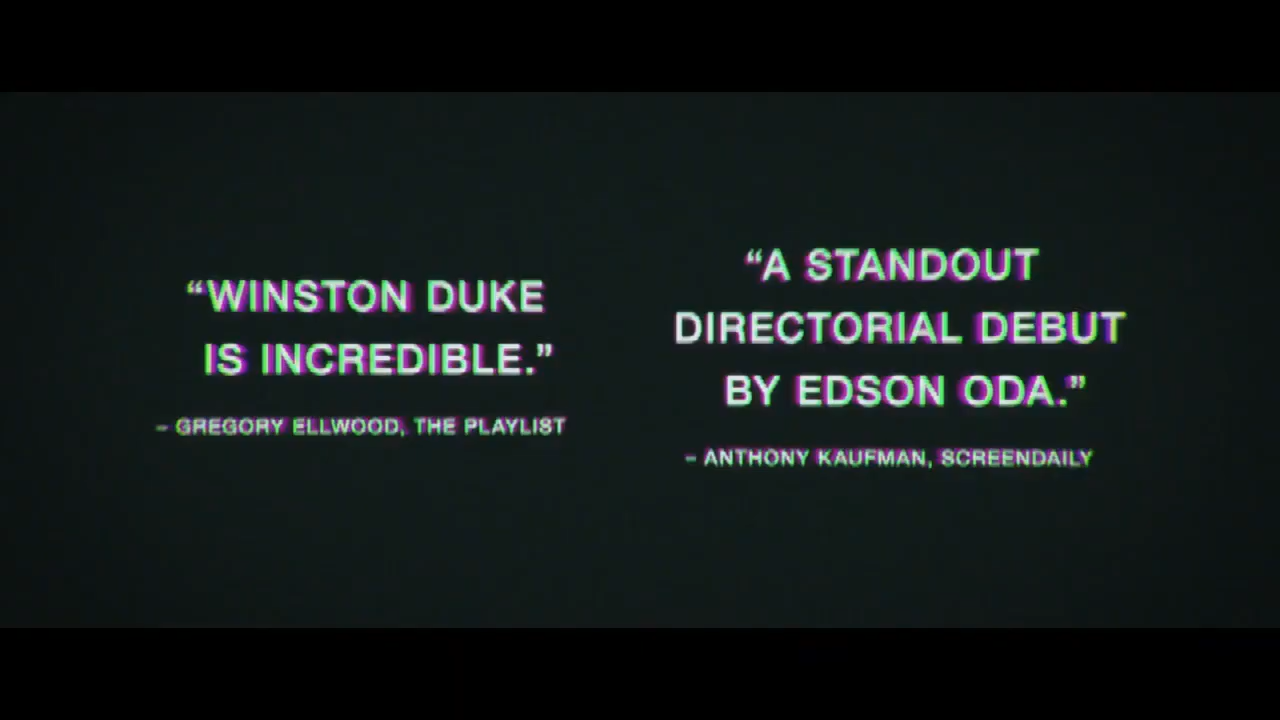 “WINSTON DUKE
IS INCREDIBLE.”
– GREGORY ELLWOOD, THE PLAYLIST
“A STANDOUT
DIRECTORIAL DEBUT
BY EDSON ODA.”
– ANTHONY KAUFMAN, SCREENDAILY